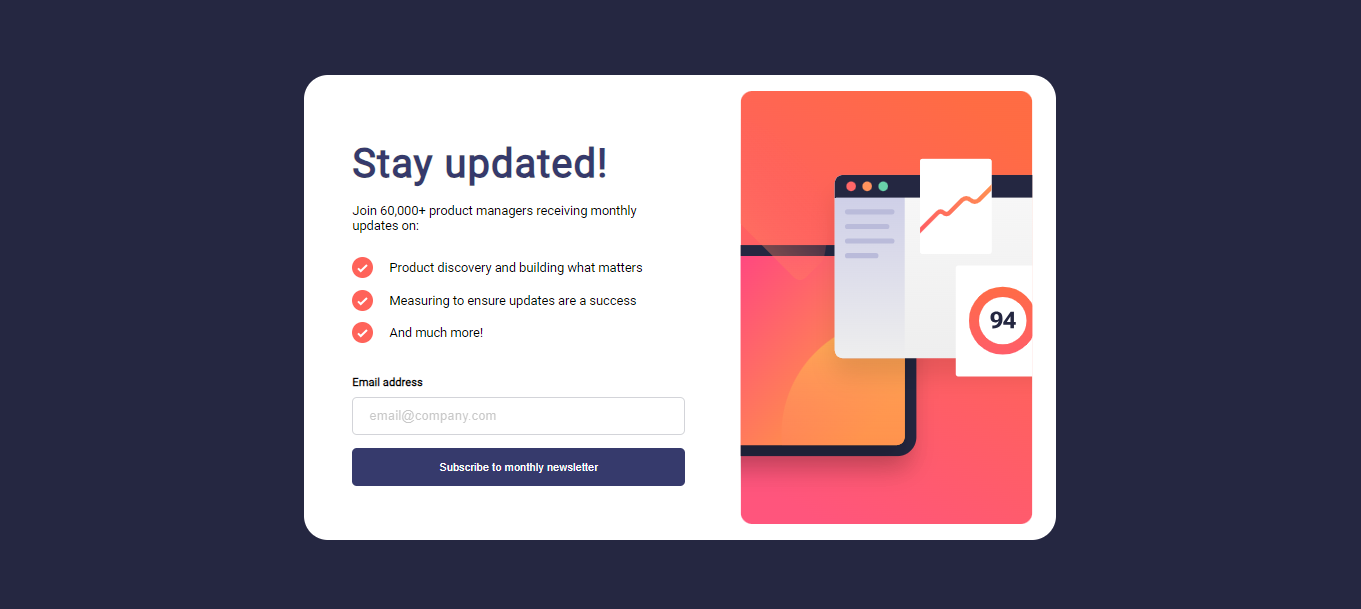 Stay updated!
Join 60,000+ product managers receiving monthly
updates on:
Product discovery and building what matters
Measuring to ensure updates are a success
And much more!
Email address
email@company.com
Subscribe to monthly newsletter
94